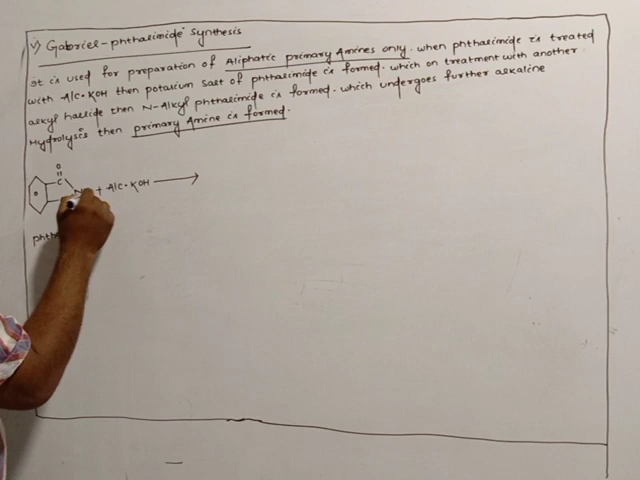 v) Gabriel-phthalimide synthesis
It is used for preparation of Aliphatic primary Amines only. when phthalimide is treated
with Alc. KOH then potasium salt of phthalimide is formed. which on treatment with another
alkyl halide then N-Alkyl phthalimide is formed. which undergoes further alkaline
Hydrolysis then primary Amine is formed.
O
C
+ Alc. KOH
phth